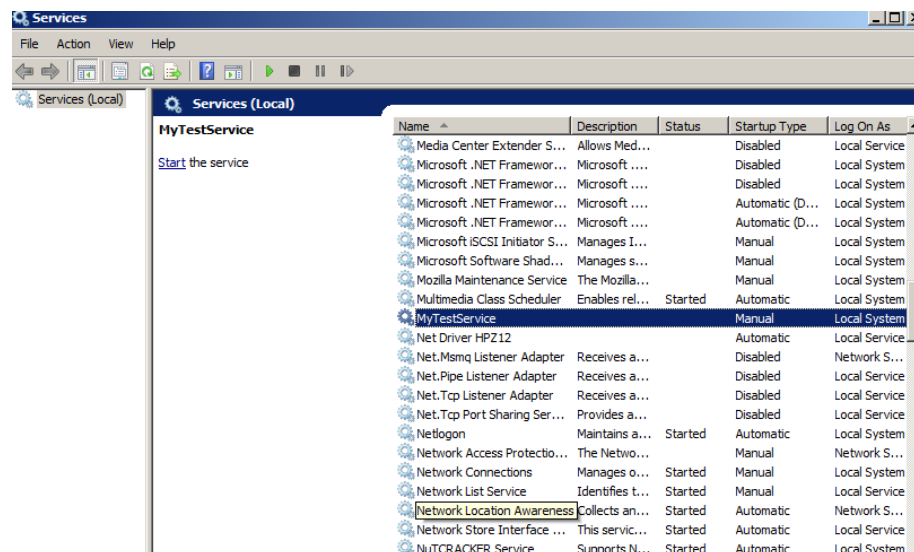 Services
File Action View Help
Services (Local)
Services (Local)
MyTestService
Start the service
Name Description Status Startup Type Log On As
Media Center Extender S... Allows Med... Disabled Local Service
Microsoft .NET Framewor... Microsoft .... Disabled Local System
Microsoft .NET Framewor... Microsoft .... Disabled Local System
Microsoft .NET Framewor... Microsoft .... Automatic (D... Local System
Microsoft .NET Framewor... Microsoft .... Automatic (D... Local System
Microsoft iSCSI Initiator S... Manages I... Manual Local System
Microsoft Software Shad... Manages s... Manual Local System
Mozilla Maintenance Service The Mozilla... Manual Local System
Multimedia Class Scheduler Enables rel... Started Automatic Local System
MyTestService Manual Local System
Net Driver HPZ12 Automatic Local Service
Net.Msmq Listener Adapter Receives a... Disabled Network S...
Net.Pipe Listener Adapter Receives a... Disabled Local Service
Net.Tcp Listener Adapter Receives a... Disabled Local Service
Net.Tcp Port Sharing Ser... Provides a... Disabled Local Service
Netlogon Maintains a... Started Automatic Local System
Network Access Protectio... The Netwo... Manual Network S...
Network Connections Manages o... Started Manual Local System
Network List Service Identifies t... Started Manual Local Service
Network Location Awareness Collects an... Started Automatic Network S...
Network Store Interface ... This servic... Started Automatic Local Service
NuTCRACKER Service Supports N... Started Automatic Local System